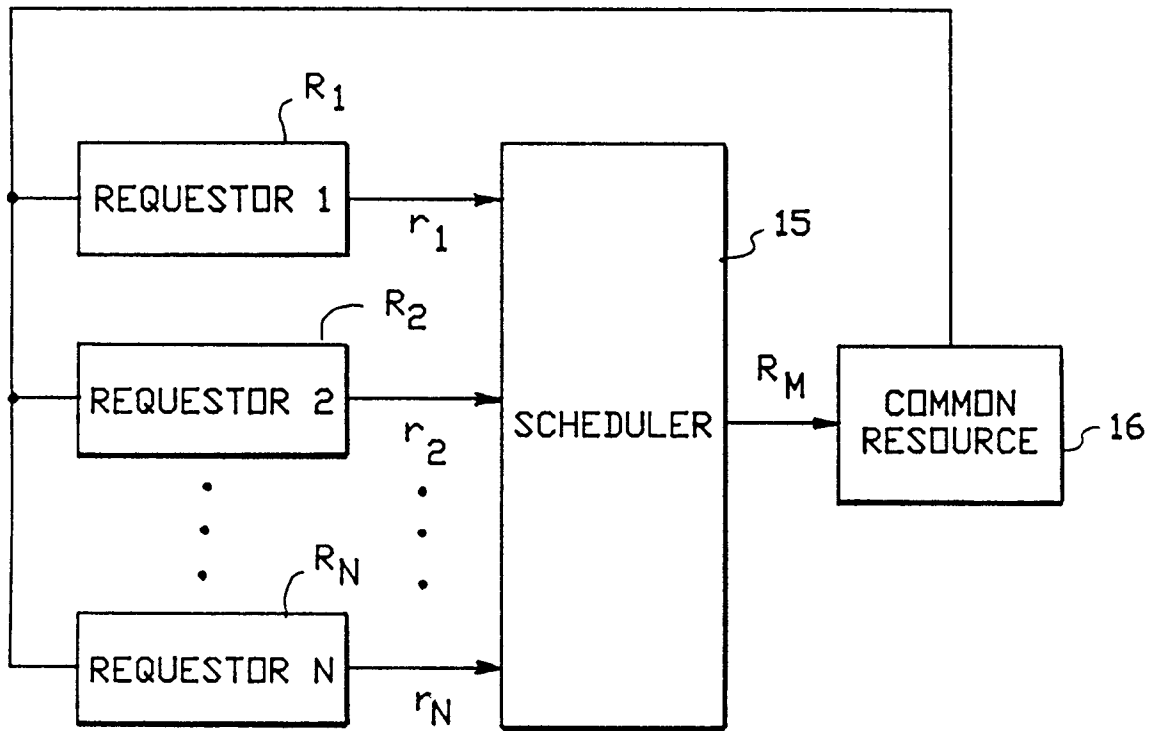 R1
REQUESTOR 1
r1
15
R2
REQUESTOR 2
r2
SCHEDULER
RM
COMMON
RESOURCE
16
RN
REQUESTOR N
rN